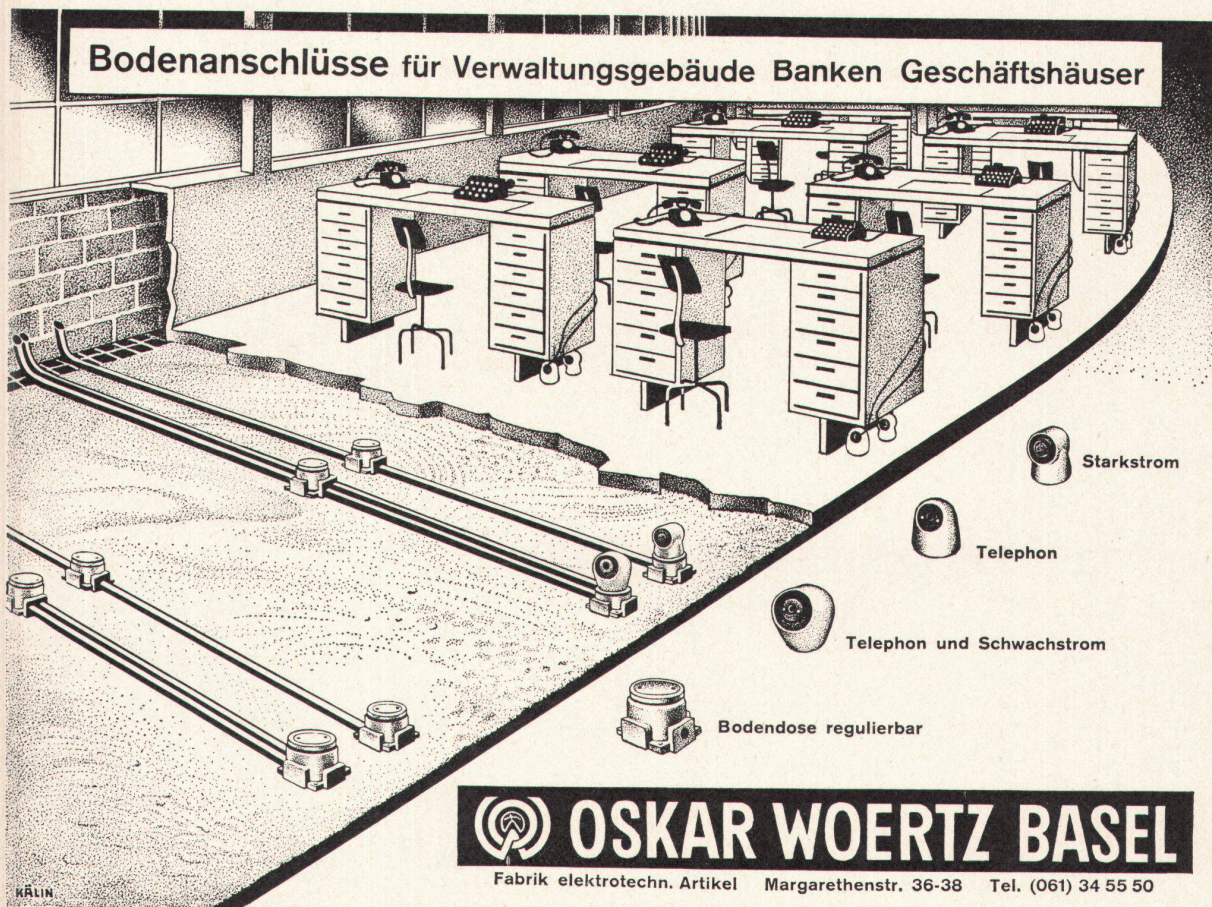 Bodenanschlüsse für Verwaltungsgebäude Banken Geschäftshäuser
Starkstrom
Telephon
Telephon und Schwachstrom
Bodendose regulierbar
OSKAR WOERTZ BASEL
Fabrik elektrotechn. Artikel Margarethenstr. 36-38 Tel. (061) 34 55 50
KÄLIN